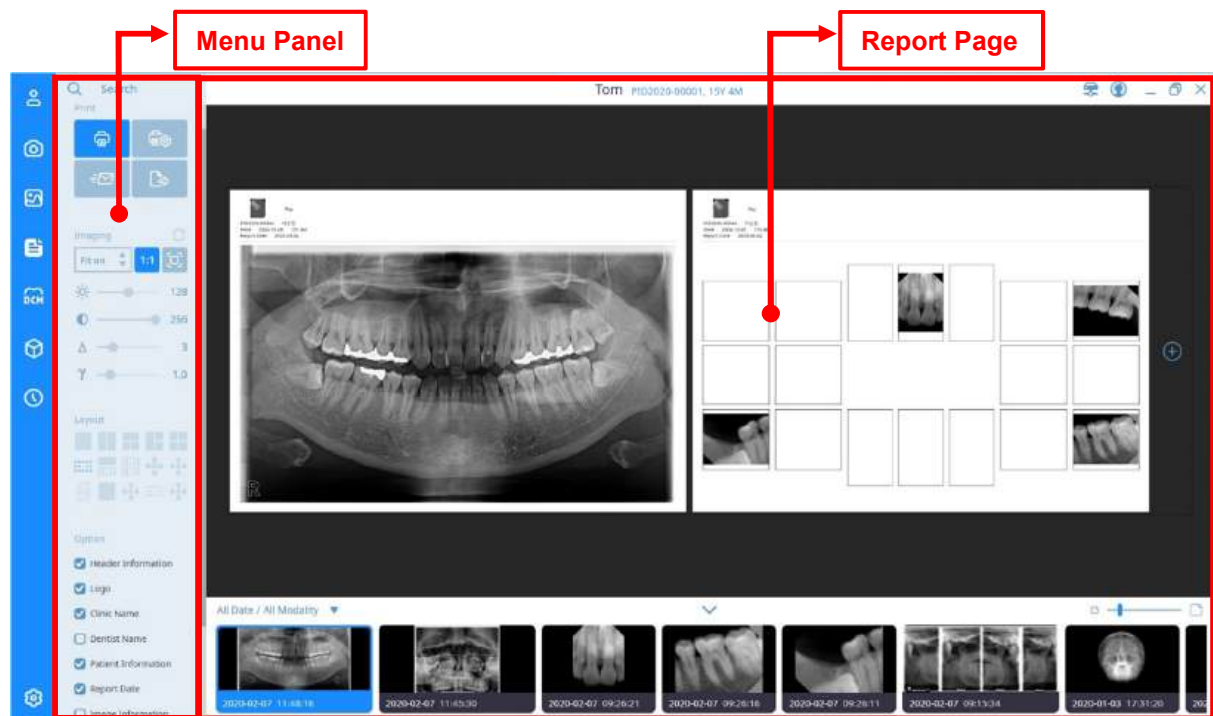 Menu Panel
Report Page
Search
Tom PID2020-00001, 15Y 4M
Print
Imaging
Fit on
1:1
128
256
3
1.0
DCM
Layout
Option
Header Information
Logo
Clinic Name
Dentist Name
Patient Information
Report Date
Image Information
R
All Date / All Modality
2020-02-07 11:48:16
2020-02-07 11:45:30
2020-02-07 09:26:21
2020-02-07 09:26:16
2020-02-07 09:26:11
2020-02-07 09:15:34
2020-01-03 17:31:20
202